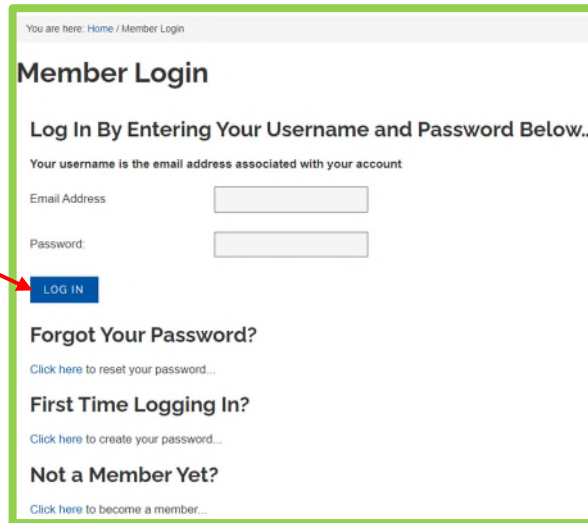 You are here: Home / Member Login
Member Login
Log In By Entering Your Username and Password Below..
Your username is the email address associated with your account
Email Address
Password:
LOG IN
Forgot Your Password?
Click here to reset your password...
First Time Logging In?
Click here to create your password...
Not a Member Yet?
Click here to become a member...